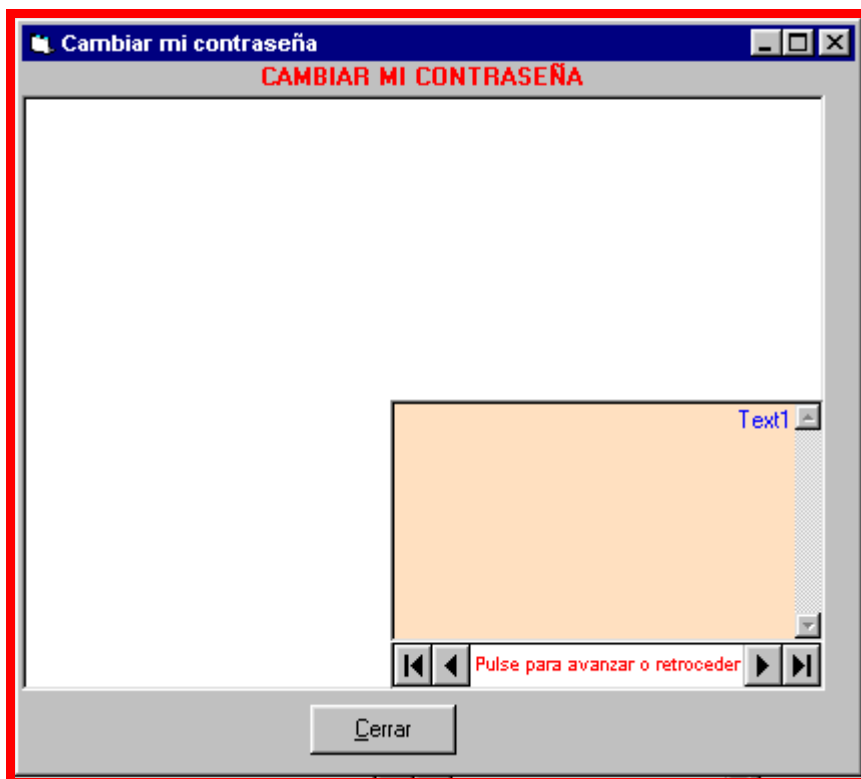 Cambiar mi contraseña
CAMBIAR MI CONTRASEÑA
Text1
Pulse para avanzar o retroceder
Cerrar